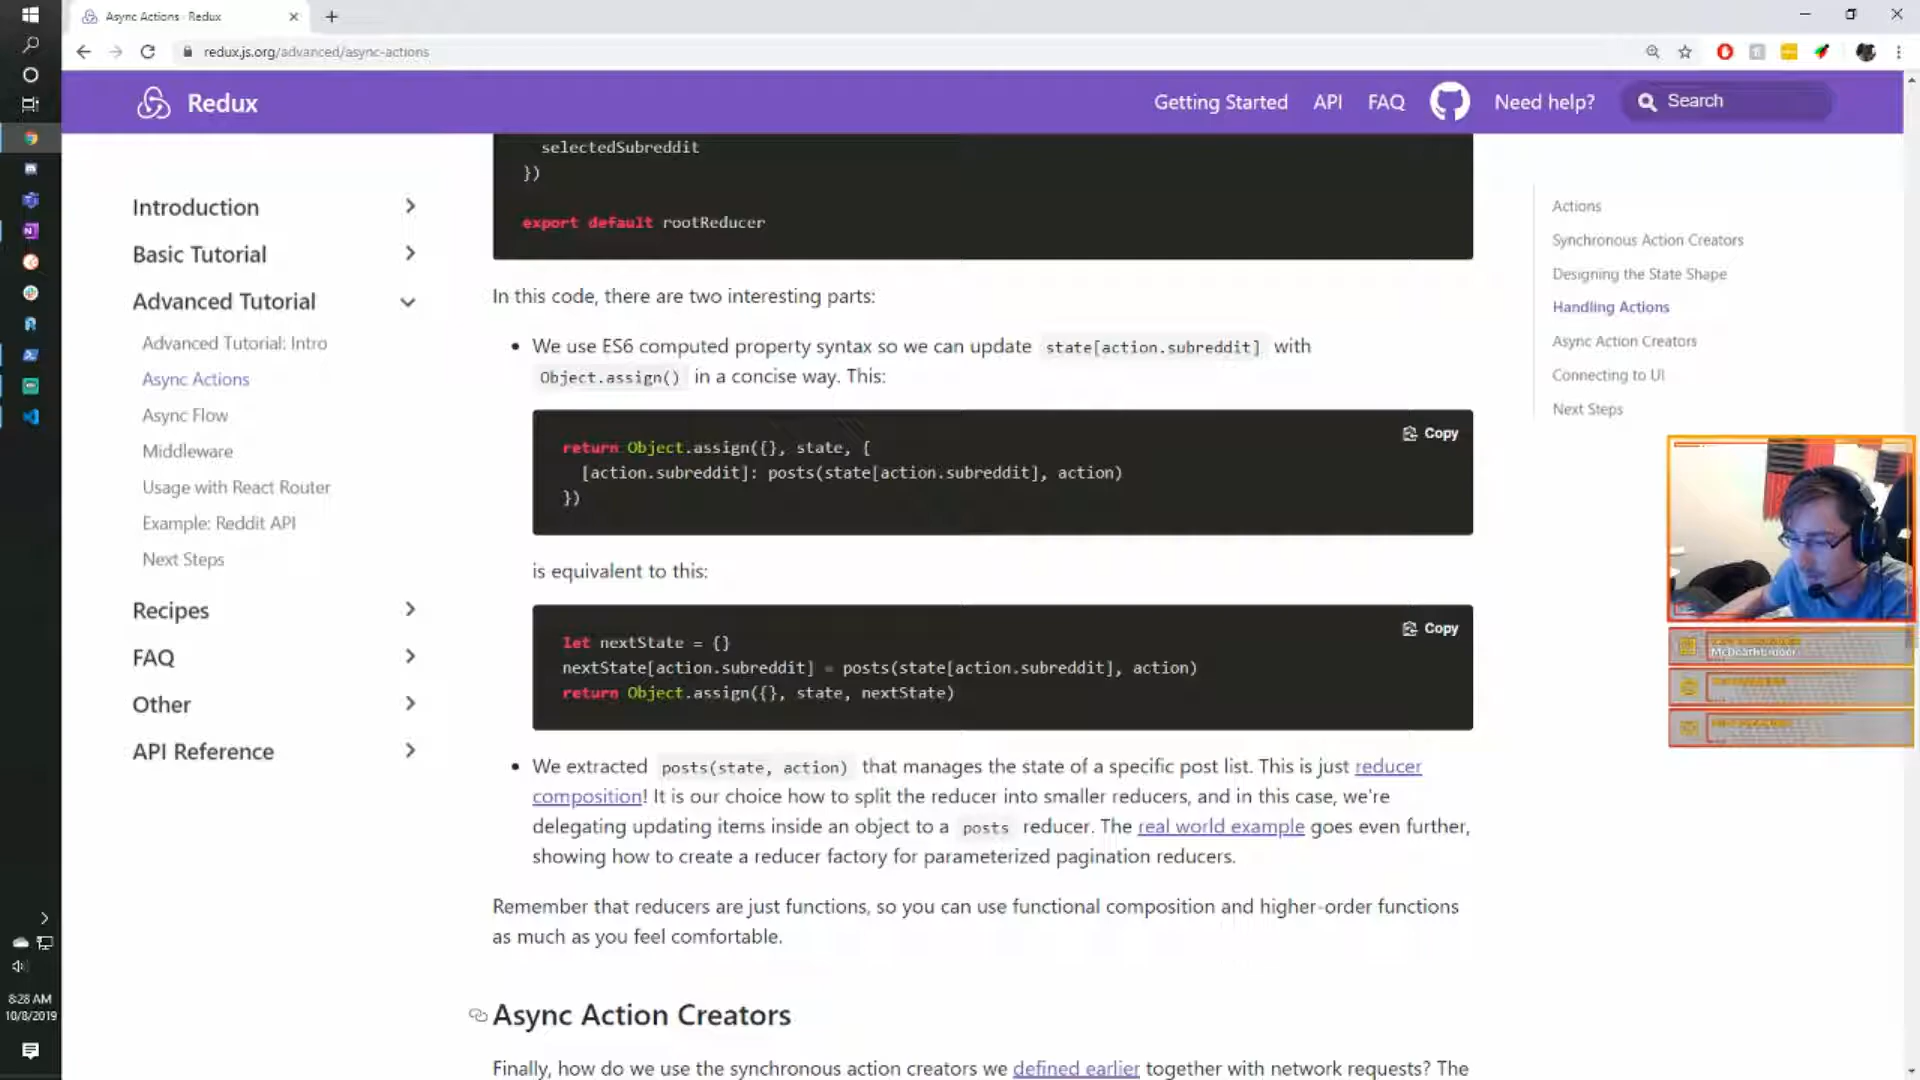 Async Actions · Redux
redux.js.org/advanced/async-actions
Redux
Getting Started
API
FAQ
Need help?
Search
Introduction
Basic Tutorial
Advanced Tutorial
Advanced Tutorial: Intro
Async Actions
Async Flow
Middleware
Usage with React Router
Example: Reddit API
Next Steps
Recipes
FAQ
Other
API Reference
selectedSubreddit
})
export default rootReducer
In this code, there are two interesting parts:
We use ES6 computed property syntax so we can update state[action.subreddit] with
Object.assign() in a concise way. This:
Copy
return Object.assign({}, state, {
[action.subreddit]: posts(state[action.subreddit], action)
})
is equivalent to this:
Copy
let nextState = {}
nextState[action.subreddit] = posts(state[action.subreddit], action)
return Object.assign({}, state, nextState)
We extracted posts(state, action) that manages the state of a specific post list. This is just reducer
composition! It is our choice how to split the reducer into smaller reducers, and in this case, we're
delegating updating items inside an object to a posts reducer. The real world example goes even further,
showing how to create a reducer factory for parameterized pagination reducers.
Remember that reducers are just functions, so you can use functional composition and higher-order functions
as much as you feel comfortable.
Async Action Creators
Finally, how do we use the synchronous action creators we defined earlier together with network requests? The
Actions
Synchronous Action Creators
Designing the State Shape
Handling Actions
Async Action Creators
Connecting to UI
Next Steps
8:28 AM
10/8/2019